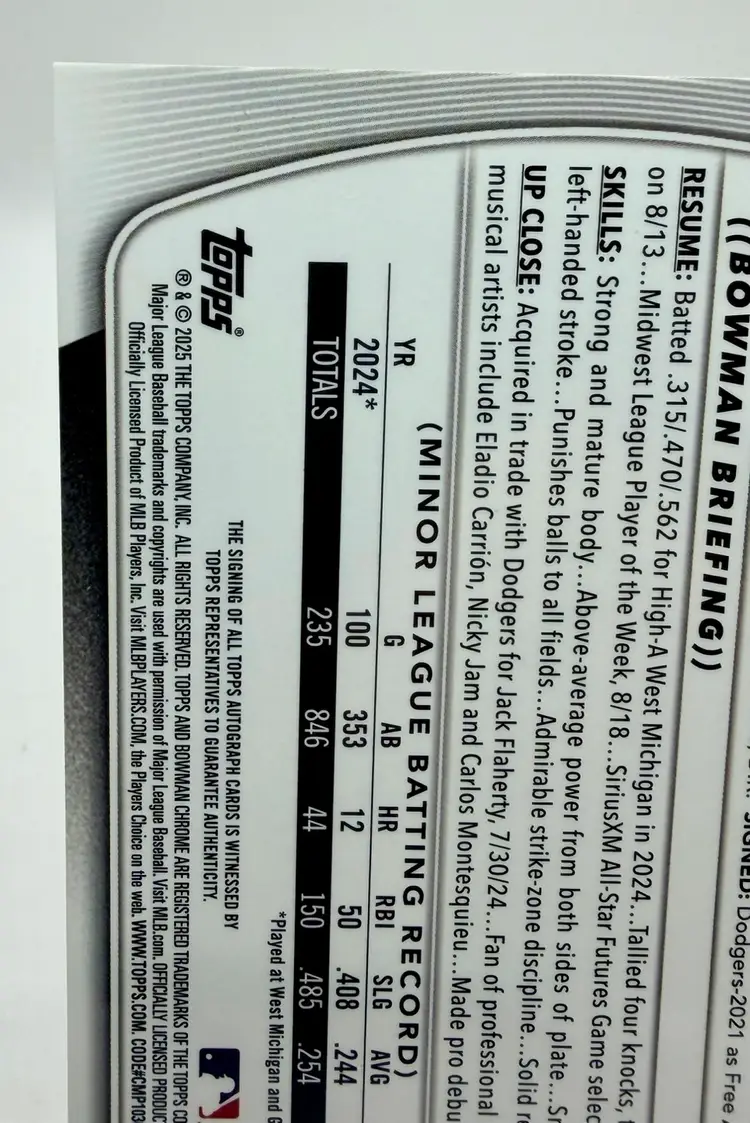 SIGNED: Dodgers-2021 as Free
((BOWMAN BRIEFING))
RESUME: Batted .315/.470/.562 for High-A West Michigan in 2024...Tallied four knocks,
on 8/13...Midwest League Player of the Week, 8/18...SiriusXM All-Star Futures Game selec
SKILLS: Strong and mature body...Above-average power from both sides of plate...
left-handed stroke...Punishes balls to all fields...Admirable strike-zone discipline...Solid
UP CLOSE: Acquired in trade with Dodgers for Jack Flaherty, 7/30/24...Fan of professional
musical artists include Eladio Carrión, Nicky Jam and Carlos Montesquieu...Made pro debu
(MINOR LEAGUE BATTING RECORD)
YR G AB HR RBI SLG AVG
2024* 100 353 12 50 .408 .244
TOTALS 235 846 44 150 .485 .254
*Played at West Michigan and G
topps®
THE SIGNING OF ALL TOPPS AUTOGRAPH CARDS IS WITNESSED BY
TOPPS REPRESENTATIVES TO GUARANTEE AUTHENTICITY.
® & © 2025 THE TOPPS COMPANY, INC. ALL RIGHTS RESERVED. TOPPS AND BOWMAN CHROME ARE REGISTERED TRADEMARKS OF THE TOPPS CO
Major League Baseball trademarks and copyrights are used with permission of Major League Baseball. Visit MLB.com. OFFICIALLY LICENSED PRODUC
Officially Licensed Product of MLB Players, Inc. Visit MLBPLAYERS.COM, the Players Choice on the web. WWW.TOPPS.COM. CODE#CMP103